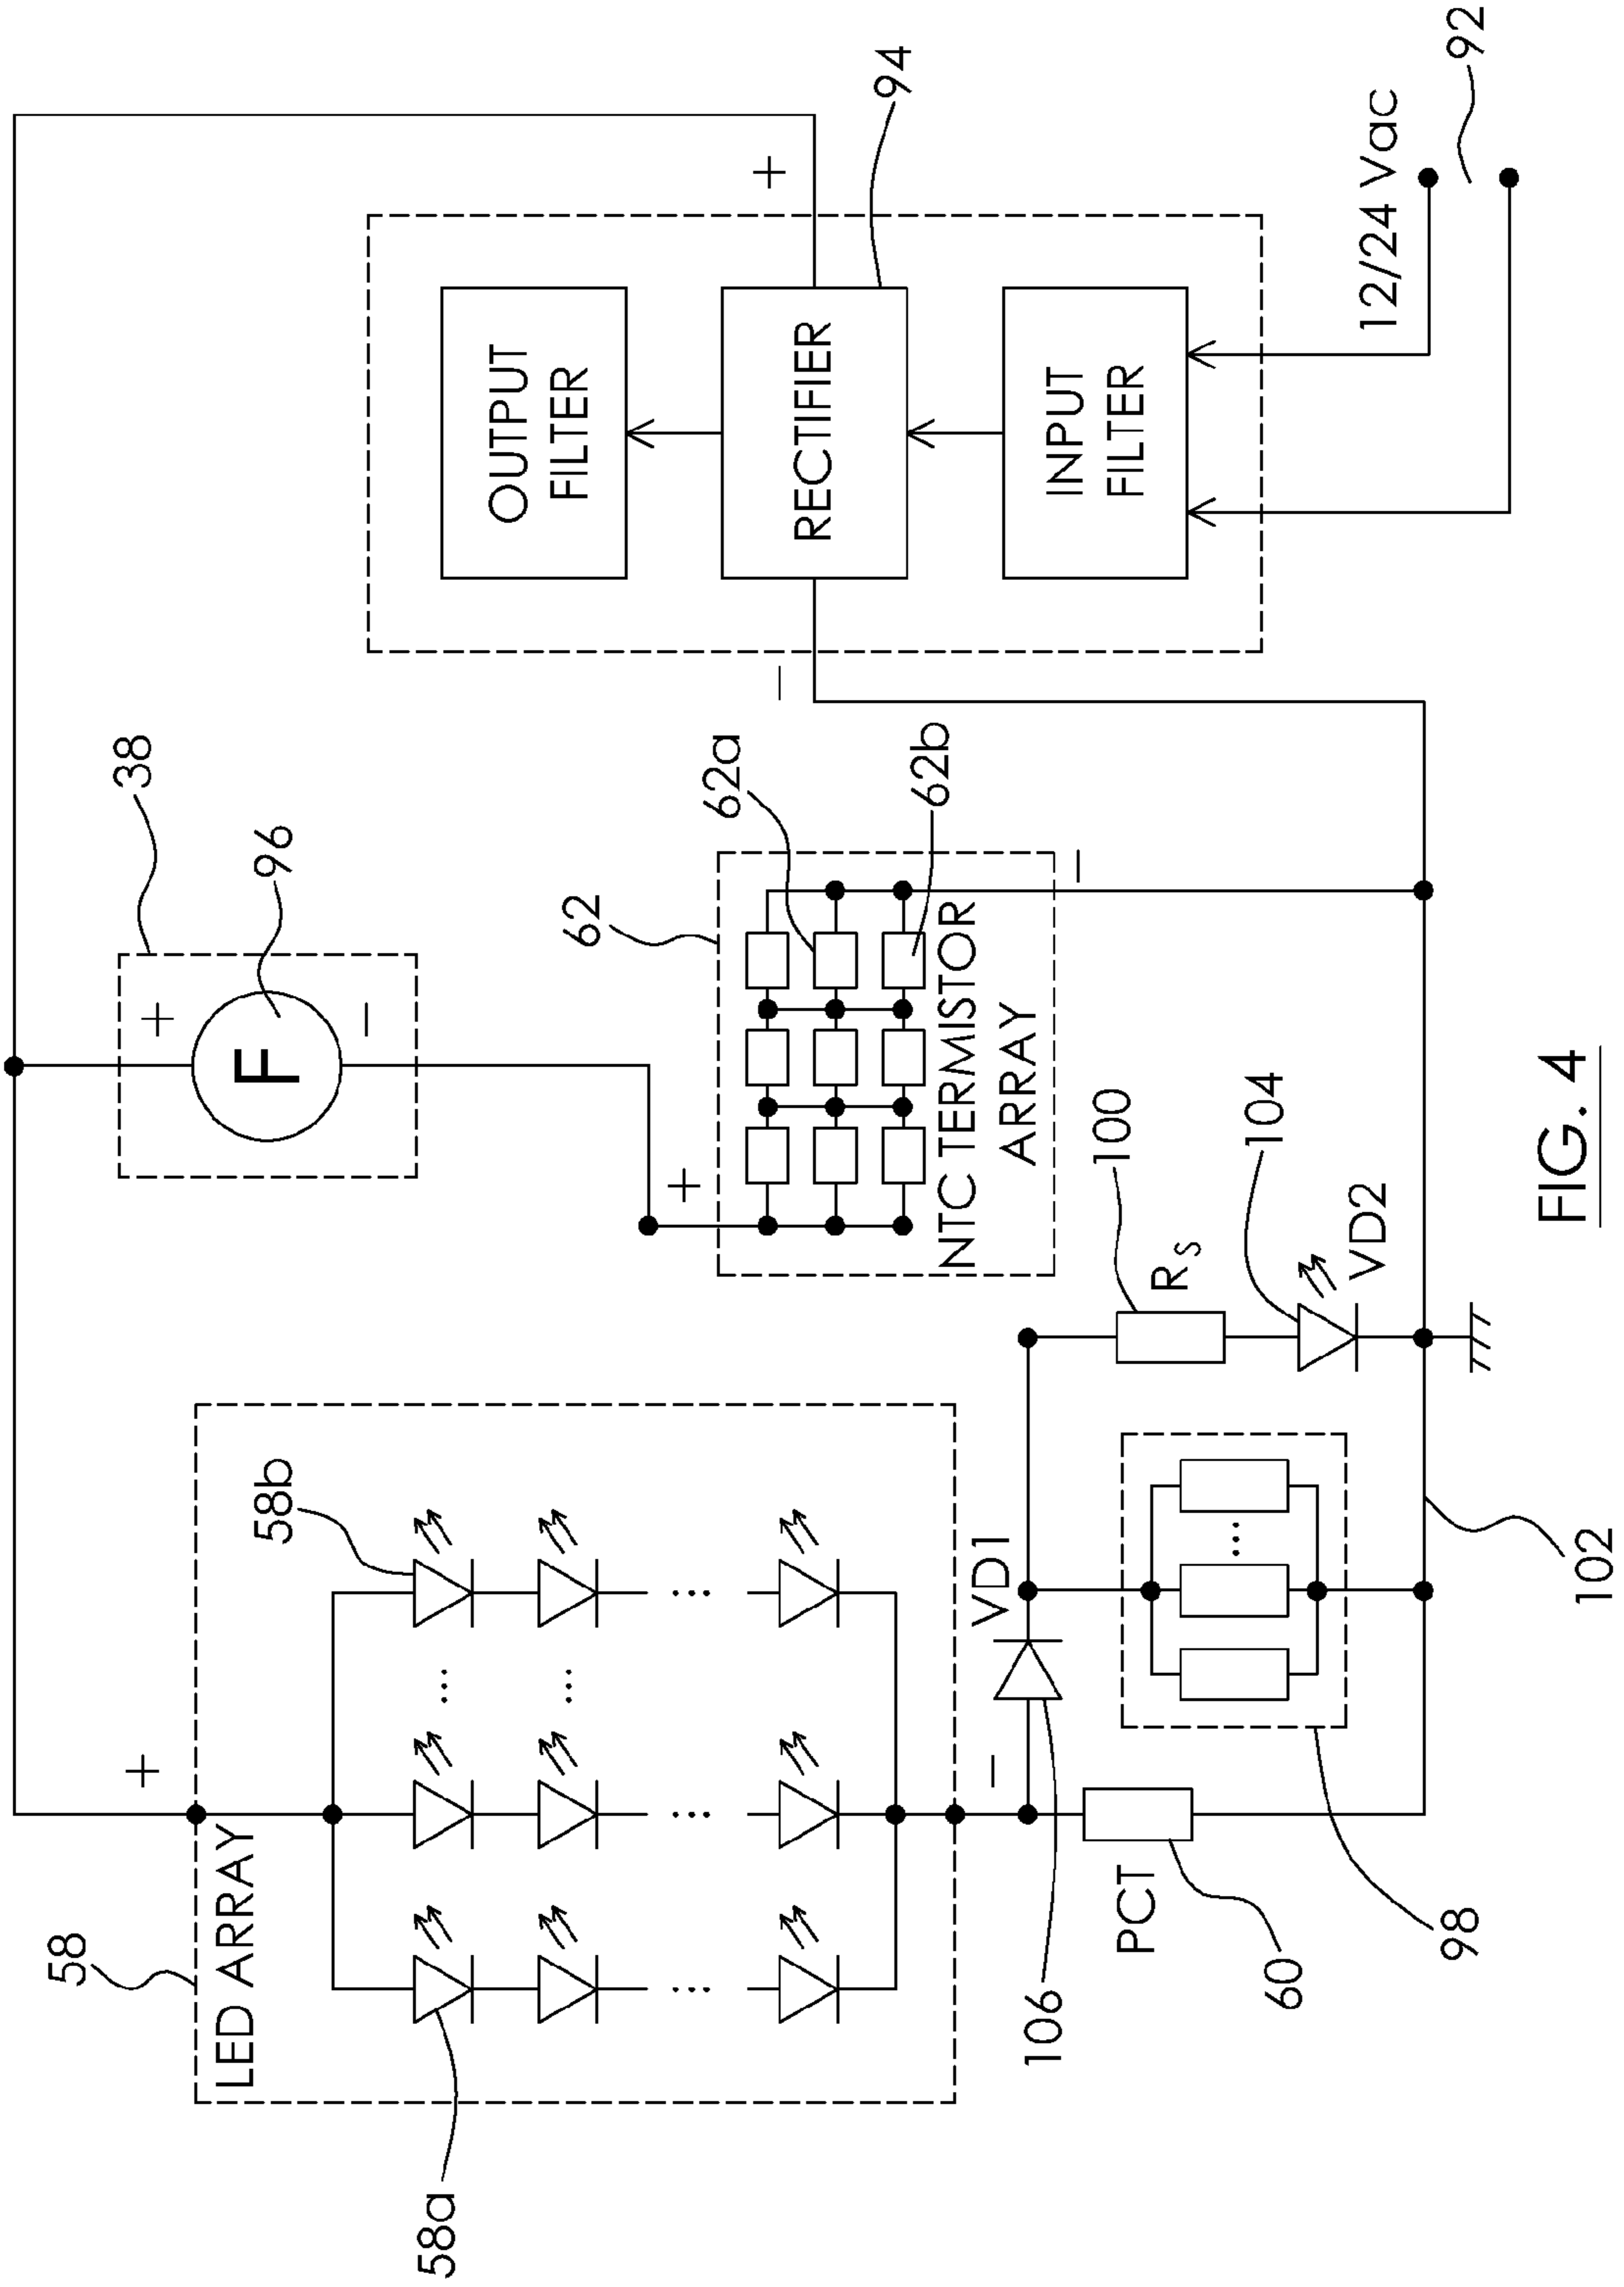 58
LED ARRAY
+
58b
58a
...
...
...
...
...
−
VD1
106
PCT
60
98
...
102
100
RS
104
VD2
38
96
+
F
−
+
62
62a
62b
NTC TERMISTOR
ARRAY
−
+
−
OUTPUT
FILTER
RECTIFIER
94
INPUT
FILTER
12/24 Vac
92
FIG. 4